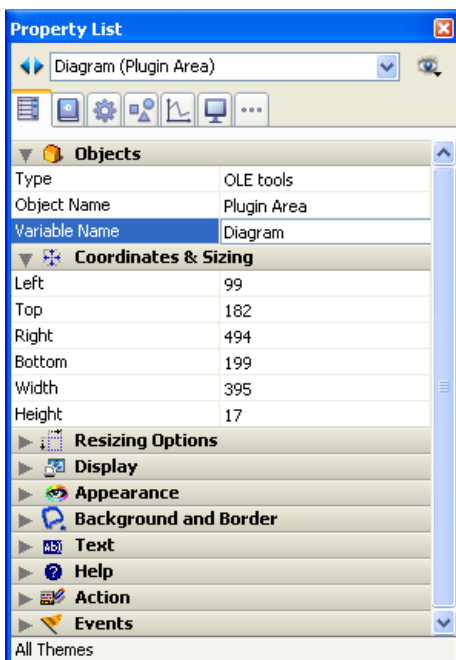 Property List
Diagram (Plugin Area)
Objects
Type OLE tools
Object Name Plugin Area
Variable Name Diagram
Coordinates & Sizing
Left 99
Top 182
Right 494
Bottom 199
Width 395
Height 17
Resizing Options
Display
Appearance
Background and Border
Text
Help
Action
Events
All Themes